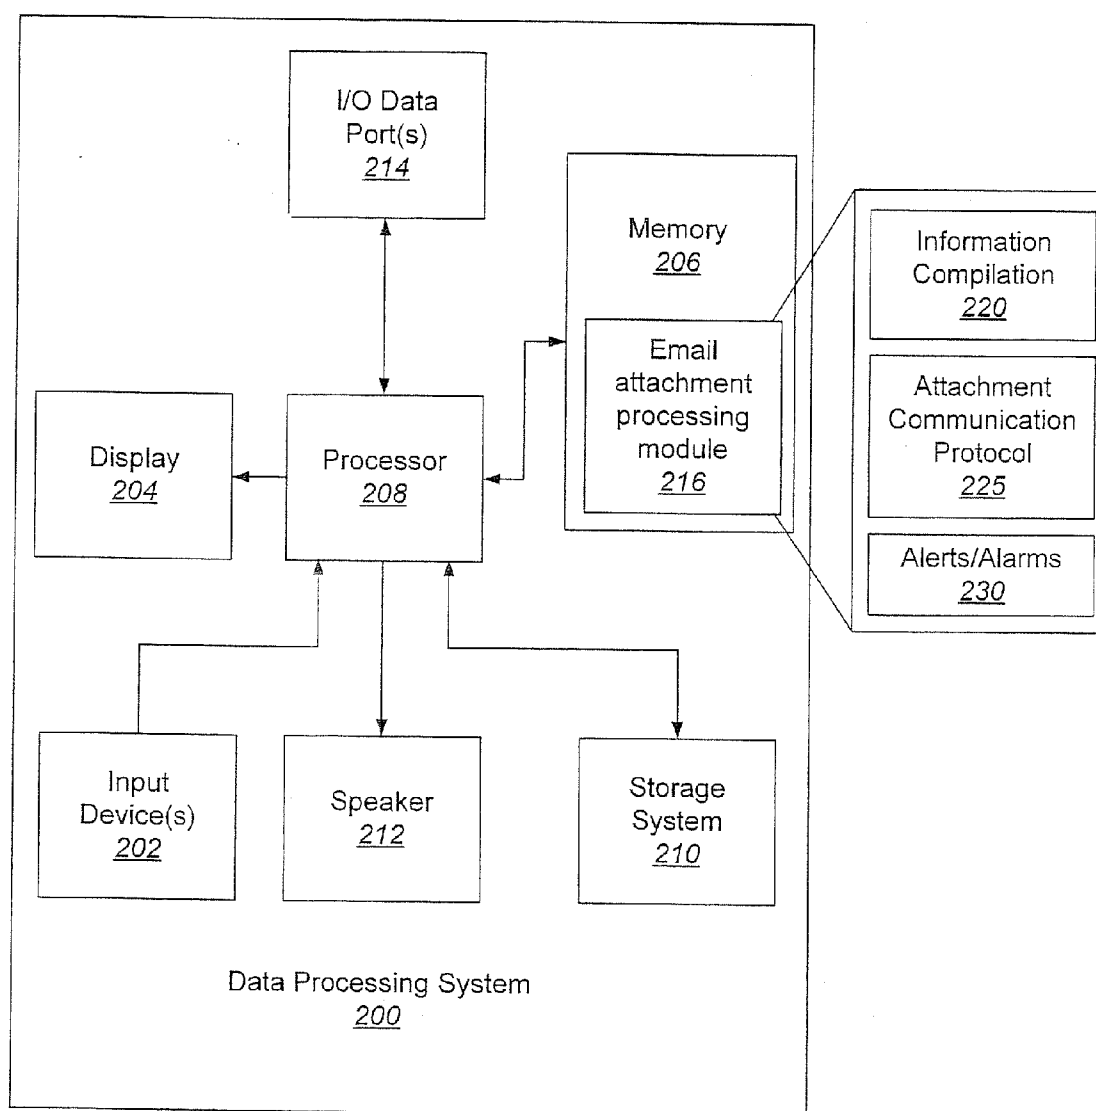 I/O Data
Port(s)
214
Memory
206
Email
attachment
processing
module
216
Information
Compilation
220
Attachment
Communication
Protocol
225
Alerts/Alarms
230
Display
204
Processor
208
Input
Device(s)
202
Speaker
212
Storage
System
210
Data Processing System
200